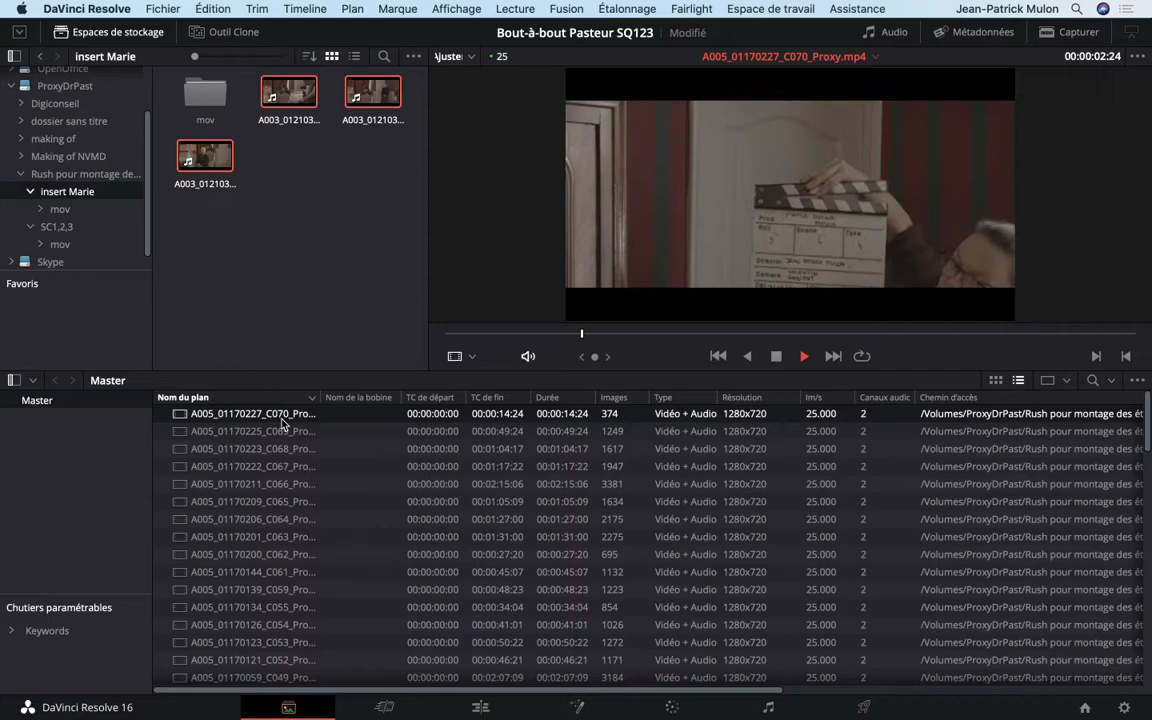 DaVinci Resolve Fichier Édition Trim Timeline Plan Marque Affichage Lecture Fusion Étalonnage Fairlight Espace de travail Assistance Jean-Patrick Mulon
Espaces de stockage Outil Clone Bout-à-bout Pasteur SQ123 Modifié Audio Métadonnées Capturer
insert Marie 25 A005_01170227_C070_Proxy.mp4 00:00:02:24
OpenOffice
ProxyDrPast
Digiconseil
dossier sans titre
making of
Making of NVMD
Rush pour montage de...
insert Marie
mov
SC1,2,3
mov
Skype
Favoris
mov A003_012103... A003_012103...
A003_012103...
Master
Master
Nom du plan Nom de la bobine TC de départ TC de fin Durée Images Type Résolution Im/s Canaux audic Chemin d'accès
A005_01170227_C070_Pro... 00:00:00:00 00:00:14:24 00:00:14:24 374 Vidéo + Audio 1280x720 25.000 2 /Volumes/ProxyDrPast/Rush pour montage des ét
A005_01170225_C069_Pro... 00:00:00:00 00:00:49:24 00:00:49:24 1249 Vidéo + Audio 1280x720 25.000 2 /Volumes/ProxyDrPast/Rush pour montage des ét
A005_01170223_C068_Pro... 00:00:00:00 00:01:04:17 00:01:04:17 1617 Vidéo + Audio 1280x720 25.000 2 /Volumes/ProxyDrPast/Rush pour montage des ét
A005_01170222_C067_Pro... 00:00:00:00 00:01:17:22 00:01:17:22 1947 Vidéo + Audio 1280x720 25.000 2 /Volumes/ProxyDrPast/Rush pour montage des ét
A005_01170211_C066_Pro... 00:00:00:00 00:02:15:06 00:02:15:06 3381 Vidéo + Audio 1280x720 25.000 2 /Volumes/ProxyDrPast/Rush pour montage des ét
A005_01170209_C065_Pro... 00:00:00:00 00:01:05:09 00:01:05:09 1634 Vidéo + Audio 1280x720 25.000 2 /Volumes/ProxyDrPast/Rush pour montage des ét
A005_01170206_C064_Pro... 00:00:00:00 00:01:27:00 00:01:27:00 2175 Vidéo + Audio 1280x720 25.000 2 /Volumes/ProxyDrPast/Rush pour montage des ét
A005_01170201_C063_Pro... 00:00:00:00 00:01:31:00 00:01:31:00 2275 Vidéo + Audio 1280x720 25.000 2 /Volumes/ProxyDrPast/Rush pour montage des ét
A005_01170200_C062_Pro... 00:00:00:00 00:00:27:20 00:00:27:20 695 Vidéo + Audio 1280x720 25.000 2 /Volumes/ProxyDrPast/Rush pour montage des ét
A005_01170144_C061_Pro... 00:00:00:00 00:00:45:07 00:00:45:07 1132 Vidéo + Audio 1280x720 25.000 2 /Volumes/ProxyDrPast/Rush pour montage des ét
A005_01170139_C059_Pro... 00:00:00:00 00:00:48:23 00:00:48:23 1223 Vidéo + Audio 1280x720 25.000 2 /Volumes/ProxyDrPast/Rush pour montage des ét
A005_01170134_C055_Pro... 00:00:00:00 00:00:34:04 00:00:34:04 854 Vidéo + Audio 1280x720 25.000 2 /Volumes/ProxyDrPast/Rush pour montage des ét
A005_01170126_C054_Pro... 00:00:00:00 00:00:41:01 00:00:41:01 1026 Vidéo + Audio 1280x720 25.000 2 /Volumes/ProxyDrPast/Rush pour montage des ét
A005_01170123_C053_Pro... 00:00:00:00 00:00:50:22 00:00:50:22 1272 Vidéo + Audio 1280x720 25.000 2 /Volumes/ProxyDrPast/Rush pour montage des ét
A005_01170121_C052_Pro... 00:00:00:00 00:00:46:21 00:00:46:21 1171 Vidéo + Audio 1280x720 25.000 2 /Volumes/ProxyDrPast/Rush pour montage des ét
A005_01170059_C049_Pro... 00:00:00:00 00:02:07:09 00:02:07:09 3184 Vidéo + Audio 1280x720 25.000 2 /Volumes/ProxyDrPast/Rush pour montage des ét
Chutiers paramétrables
Keywords
DaVinci Resolve 16